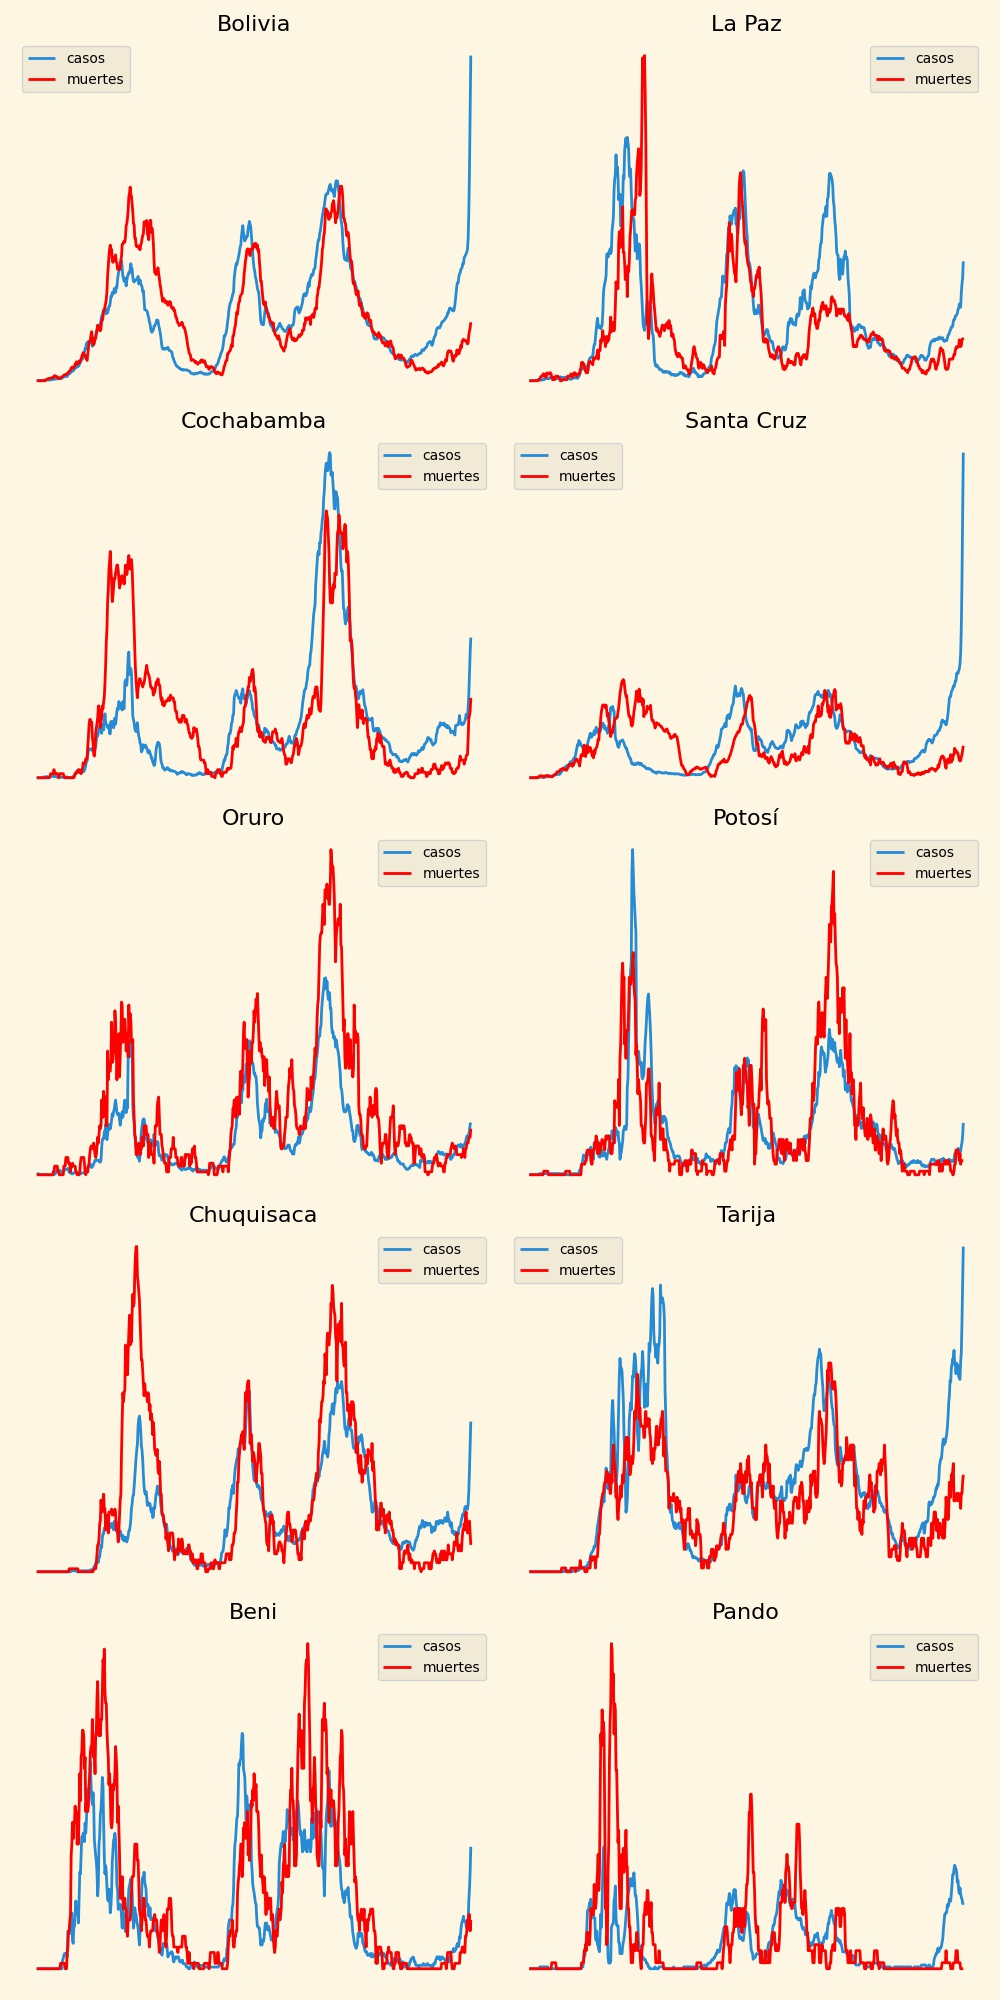 Bolivia
casos
muertes
La Paz
casos
muertes
Cochabamba
casos
muertes
Santa Cruz
casos
muertes
Oruro
casos
muertes
Potosí
casos
muertes
Chuquisaca
casos
muertes
Tarija
casos
muertes
Beni
casos
muertes
Pando
casos
muertes